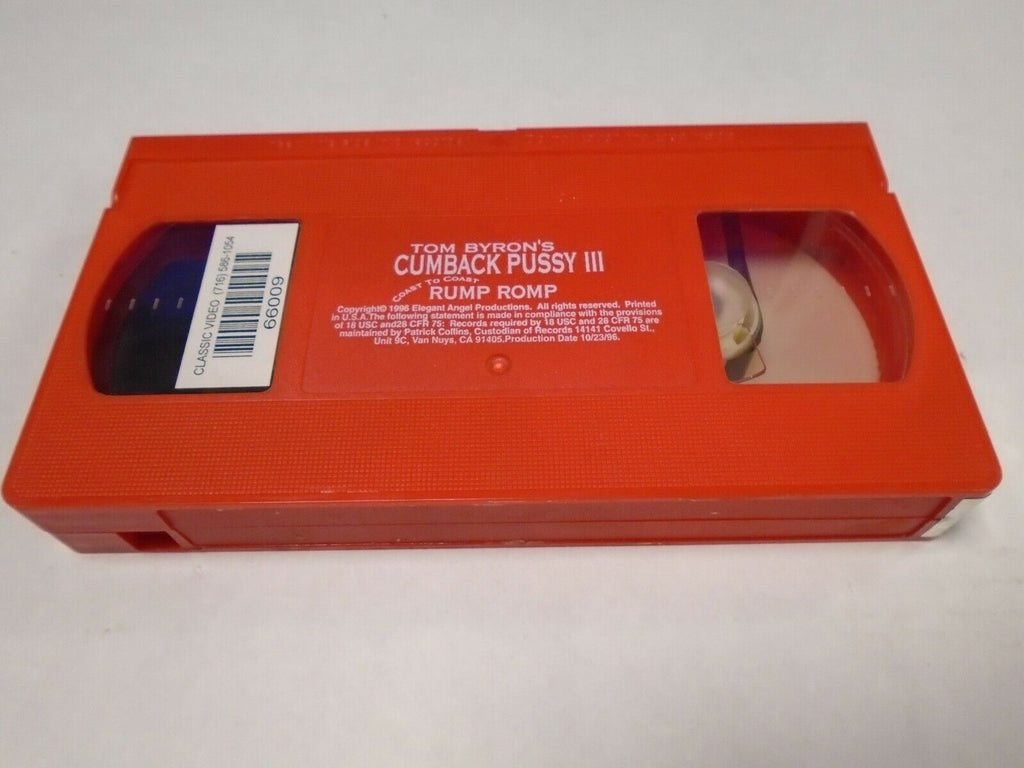 TOM BYRON'S
CUMBACK PUSSY III
COAST TO COAST
RUMP ROMP
Copyright© 1996 Elegant Angel Productions. All rights reserved. Printed
in U.S.A.The following statement is made in compliance with the provisions
of 18 USC and28 CFR 75: Records required by 18 USC and 28 CFR 75 are
maintained by Patrick Collins, Custodian of Records 14141 Covello St.,
Unit 9C, Van Nuys, CA 91405.Production Date 10/23/96.
CLASSIC VIDEO (716) 586-1054
66009